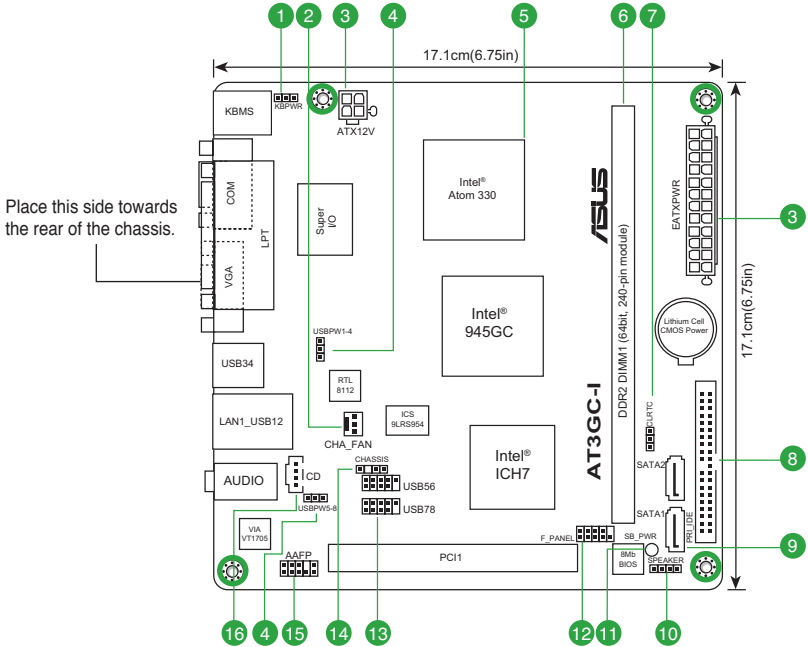 1
2
3
4
5
6
7
17.1cm(6.75in)
KBMS
KBPWR
ATX12V
Intel®
Atom 330
Super
I/O
COM
LPT
VGA
Place this side towards
the rear of the chassis.
ASUS
EATXPWR
3
DDR2 DIMM1 (64bit, 240-pin module)
17.1cm(6.75in)
Lithium Cell
CMOS Power
USBPW1-4
Intel®
945GC
USB34
RTL
8112
ICS
9LRS954
LAN1_USB12
CHA_FAN
CLRTC
AT3GC-I
Intel®
ICH7
CHASSIS
SATA2
8
AUDIO
CD
USB56
USBPW5-8
USB78
SATA1
PRI_IDE
VIA
VT1705
F_PANEL
SB_PWR
9
AAFP
PCI1
8Mb
BIOS
SPEAKER
16
4
15
14
13
12
11
10